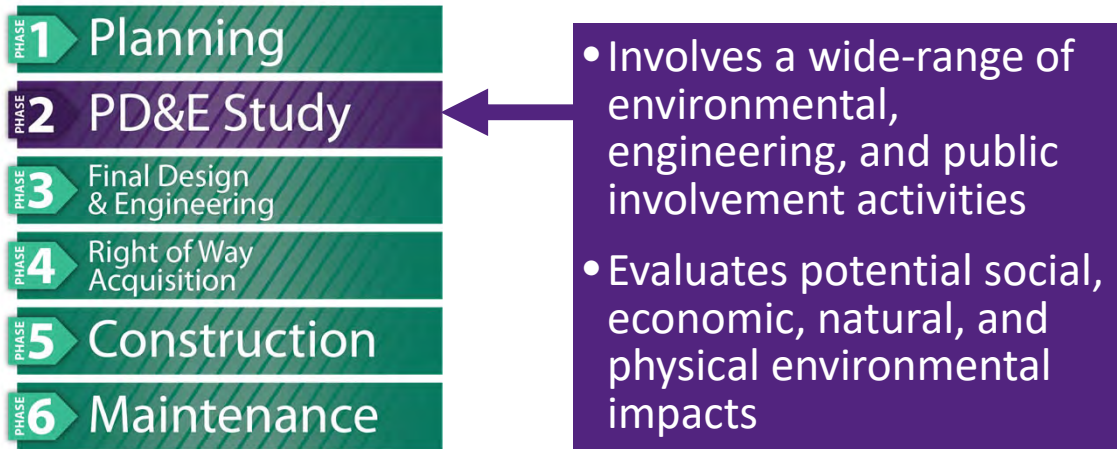 PHASE 1 Planning
PHASE 2 PD&E Study
PHASE 3 Final Design
& Engineering
PHASE 4 Right of Way
Acquisition
PHASE 5 Construction
PHASE 6 Maintenance
• Involves a wide-range of
environmental,
engineering, and public
involvement activities
• Evaluates potential social,
economic, natural, and
physical environmental
impacts